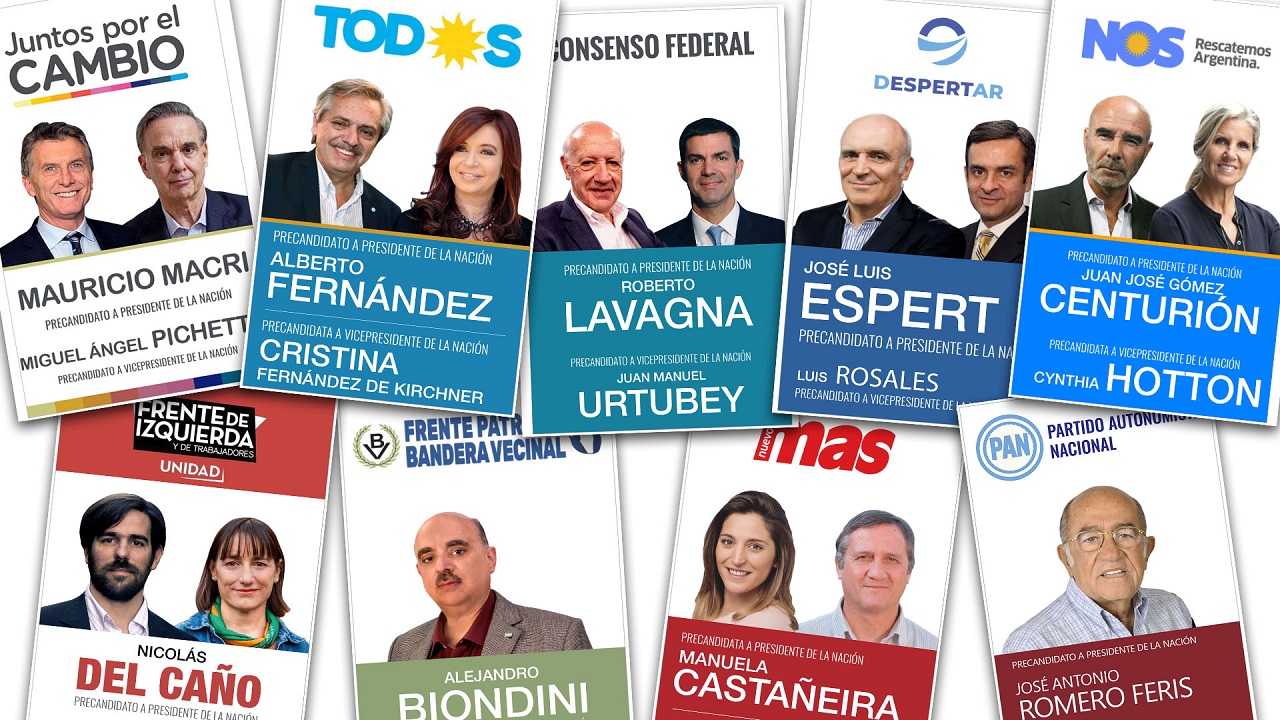 Juntos por el
CAMBIO
MAURICIO MACRI
PRECANDIDATO A PRESIDENTE DE LA NACIÓN
MIGUEL ÁNGEL PICHETT
PRECANDIDATO A VICEPRESIDENTE DE LA NACIÓN
TODOS
PRECANDIDATO A PRESIDENTE DE LA NACIÓN
ALBERTO
FERNÁNDEZ
PRECANDIDATA A VICEPRESIDENTE DE LA NACIÓN
CRISTINA
FERNÁNDEZ DE KIRCHNER
CONSENSO FEDERAL
PRECANDIDATO A PRESIDENTE DE LA NACIÓN
ROBERTO
LAVAGNA
PRECANDIDATO A VICEPRESIDENTE DE LA NACIÓN
JUAN MANUEL
URTUBEY
DESPERTAR
JOSÉ LUIS
ESPERT
PRECANDIDATO A PRESIDENTE DE LA NA
LUIS ROSALES
PRECANDIDATO A VICEPRESIDENTE DE LA
NOS
Rescatemos
Argentina.
PRECANDIDATO A PRESIDENTE DE LA NACIÓN
JUAN JOSÉ GÓMEZ
CENTURIÓN
PRECANDIDATA A VICEPRESIDENTE DE LA NACIÓN
CYNTHIA HOTTON
FRENTE DE
IZQUIERDA
Y DE TRABAJADORES
UNIDAD
NICOLÁS
DEL CAÑO
PRECANDIDATO A PRESIDENTE DE LA NACIÓN
BV
FRENTE PATR
BANDERA VECINAL
ALEJANDRO
BIONDINI
nuevo
mas
PRECANDIDATA A PRESIDENTE DE LA NACIÓN
MANUELA
CASTAÑEIRA
PAN
PARTIDO AUTONOMIST
NACIONAL
PRECANDIDATO A PRESIDENTE DE LA NACIÓN
JOSÉ ANTONIO
ROMERO FERIS